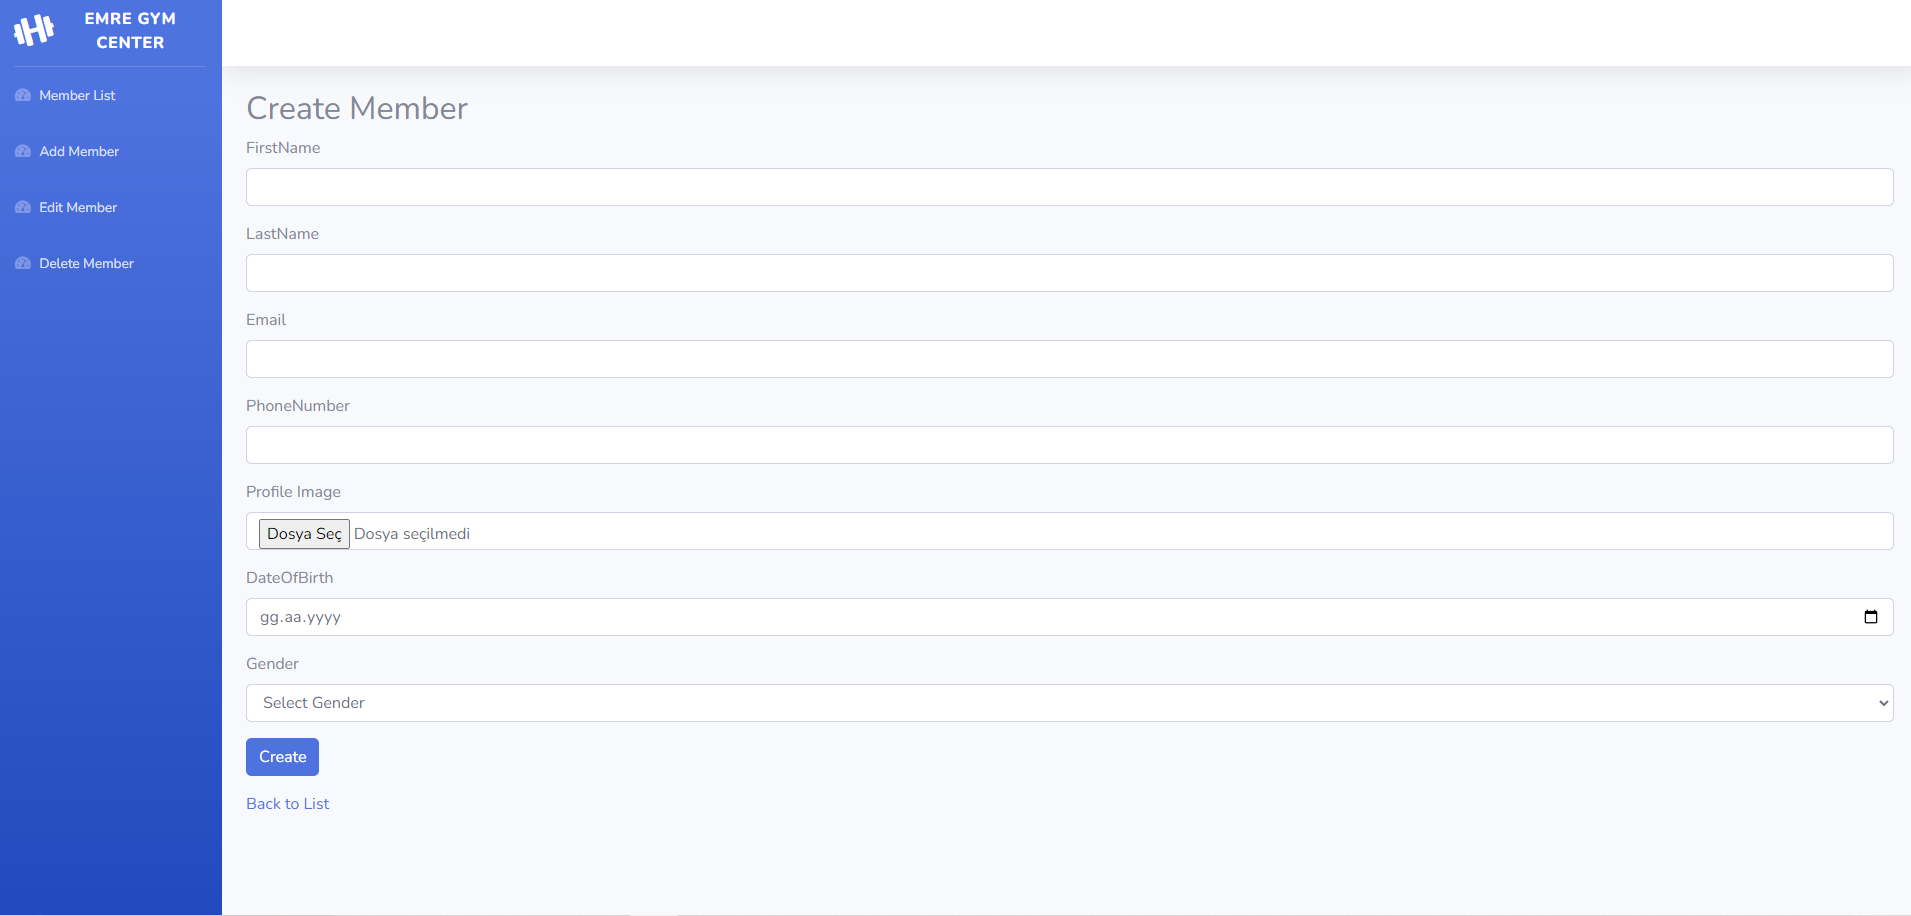 EMRE GYM
CENTER
Member List
Add Member
Edit Member
Delete Member
Create Member
FirstName
LastName
Email
PhoneNumber
Profile Image
Dosya Seç Dosya seçilmedi
DateOfBirth
gg.aa.yyyy
Gender
Select Gender
Create
Back to List